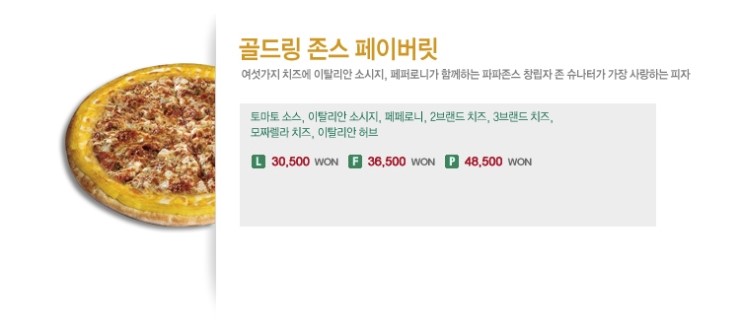 골드링 존스 페이버릿
여섯가지 치즈에 이탈리안 소시지, 페퍼로니가 함께하는 파파존스 창립자 존 슈나터가 가장 사랑하는 피자
토마토 소스, 이탈리안 소시지, 페페로니, 2브랜드 치즈, 3브랜드 치즈,
모짜렐라 치즈, 이탈리안 허브
L 30,500 WON F 36,500 WON P 48,500 WON